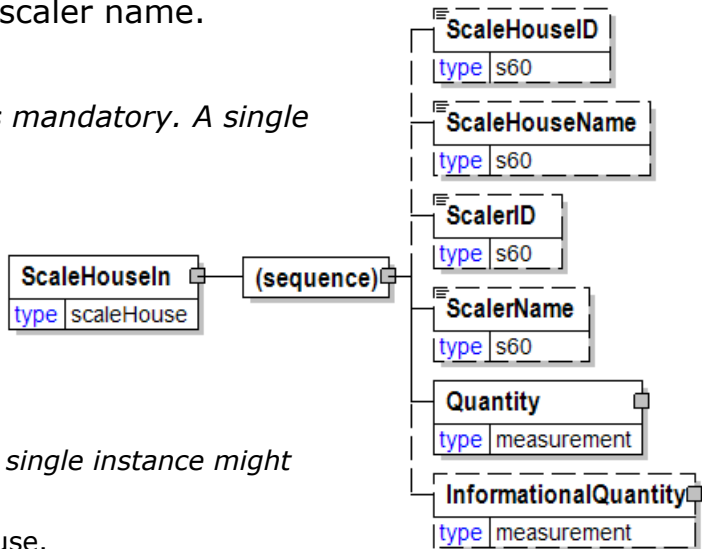 scaler name.
mandatory. A single
single instance might
ScaleHouseIn
type scaleHouse
(sequence)
ScaleHouseID
type s60
ScaleHouseName
type s60
ScalerID
type s60
ScalerName
type s60
Quantity
type measurement
InformationalQuantity
type measurement